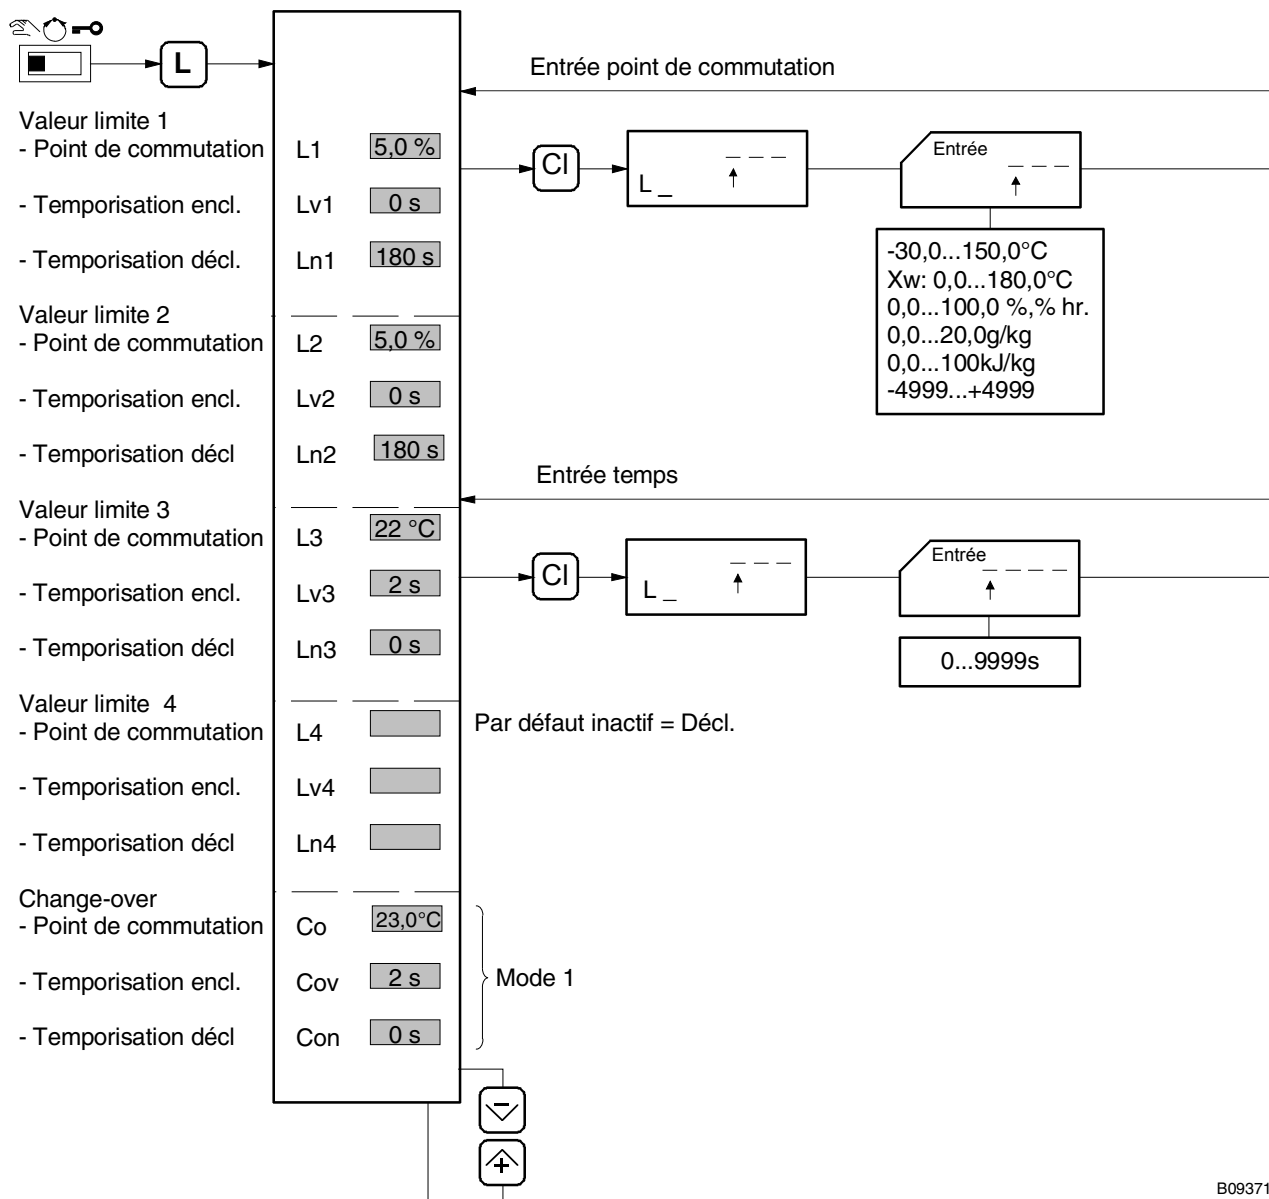 L
Entrée point de commutation
Valeur limite 1
- Point de commutation L1 5,0 %
- Temporisation encl. Lv1 0 s
- Temporisation décl. Ln1 180 s
CI
L _ _ _ _
Entrée _ _ _
-30,0...150,0°C
Xw: 0,0...180,0°C
0,0...100,0 %,% hr.
0,0...20,0g/kg
0,0...100kJ/kg
-4999...+4999
Valeur limite 2
- Point de commutation L2 5,0 %
- Temporisation encl. Lv2 0 s
- Temporisation décl Ln2 180 s
Entrée temps
Valeur limite 3
- Point de commutation L3 22 °C
- Temporisation encl. Lv3 2 s
- Temporisation décl Ln3 0 s
CI
L _ _ _ _
Entrée _ _ _ _
0...9999s
Valeur limite 4
- Point de commutation L4
Par défaut inactif = Décl.
- Temporisation encl. Lv4
- Temporisation décl Ln4
Change-over
- Point de commutation Co 23,0°C
- Temporisation encl. Cov 2 s
Mode 1
- Temporisation décl Con 0 s
-
+
B09371